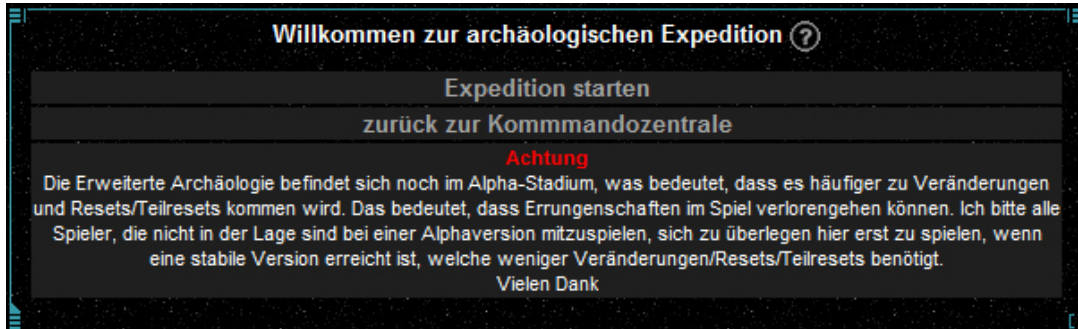 Willkommen zur archäologischen Expedition ?
Expedition starten
zurück zur Kommmandozentrale
Achtung
Die Erweiterte Archäologie befindet sich noch im Alpha-Stadium, was bedeutet, dass es häufiger zu Veränderungen
und Resets/Teilresets kommen wird. Das bedeutet, dass Errungenschaften im Spiel verlorengehen können. Ich bitte alle
Spieler, die nicht in der Lage sind bei einer Alphaversion mitzuspielen, sich zu überlegen hier erst zu spielen, wenn
eine stabile Version erreicht ist, welche weniger Veränderungen/Resets/Teilresets benötigt.
Vielen Dank